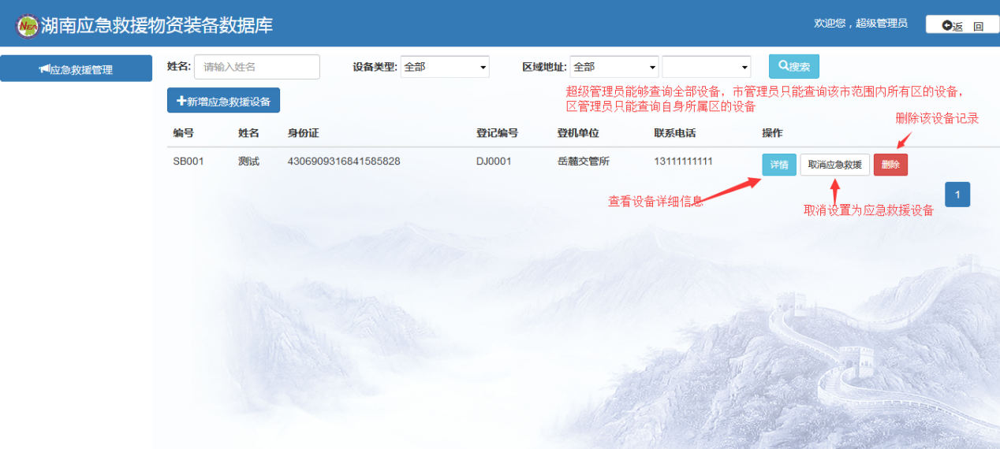 NEA 湖南应急救援物资装备数据库
欢迎您，超级管理员
返 回
应急救援管理
姓名: 请输入姓名 设备类型: 全部 区域地址: 全部 搜索
超级管理员能够查询全部设备，市管理员只能查询该市范围内所有区的设备，
区管理员只能查询自身所属区的设备
新增应急救援设备
删除该设备记录
编号 姓名 身份证 登记编号 登机单位 联系电话 操作
SB001 测试 4306909316841585828 DJ0001 岳麓交管所 13111111111 详情 取消应急救援 删除
1
查看设备详细信息
取消设置为应急救援设备